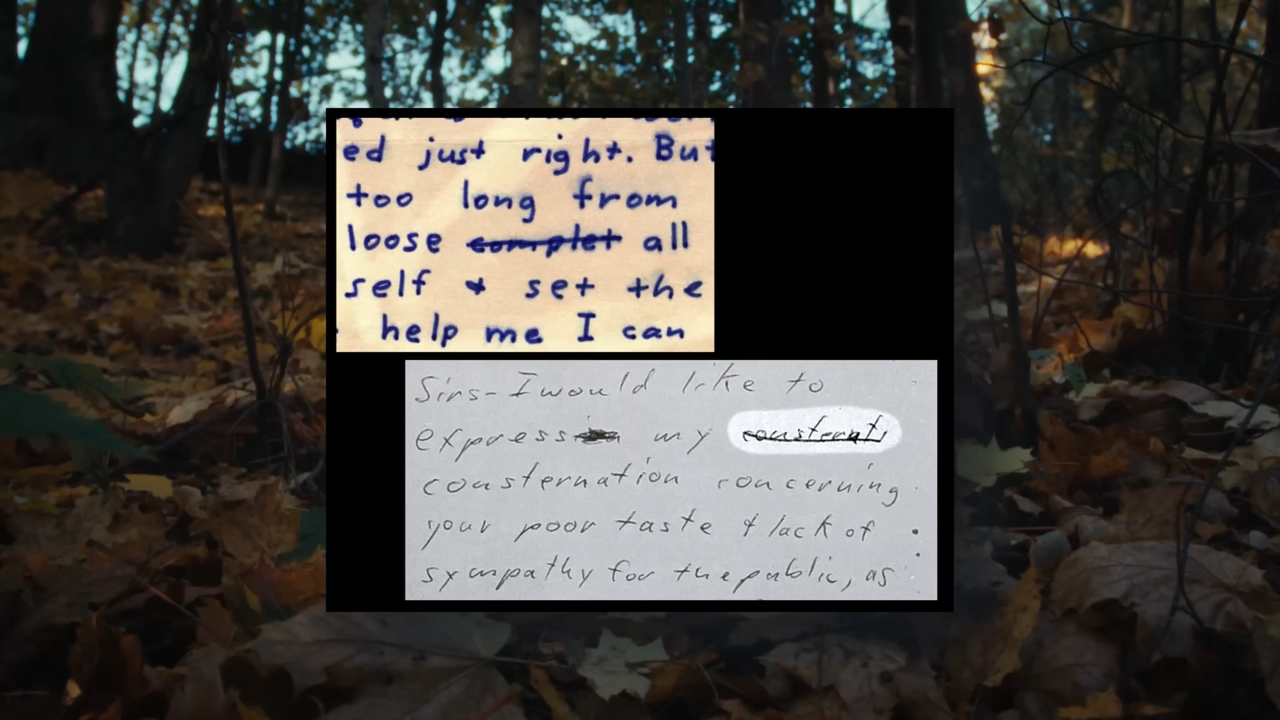 ed just right. But
too long from
loose complet all
self & set the
help me I can
Sirs-I would like to
express my consternati
consternation concerning
your poor taste & lack of
sympathy for the public, as